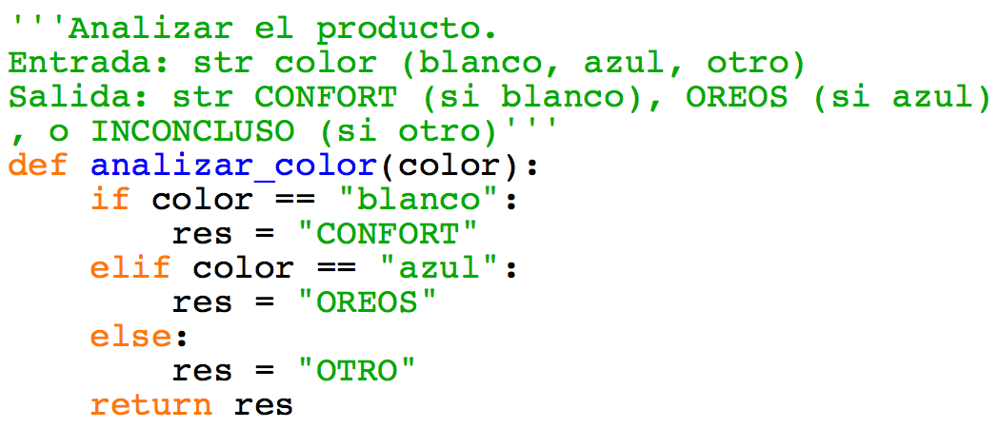 '''Analizar el producto.
Entrada: str color (blanco, azul, otro)
Salida: str CONFORT (si blanco), OREOS (si azul)
, o INCONCLUSO (si otro)'''
def analizar_color(color):
    if color == "blanco":
        res = "CONFORT"
    elif color == "azul":
        res = "OREOS"
    else:
        res = "OTRO"
    return res